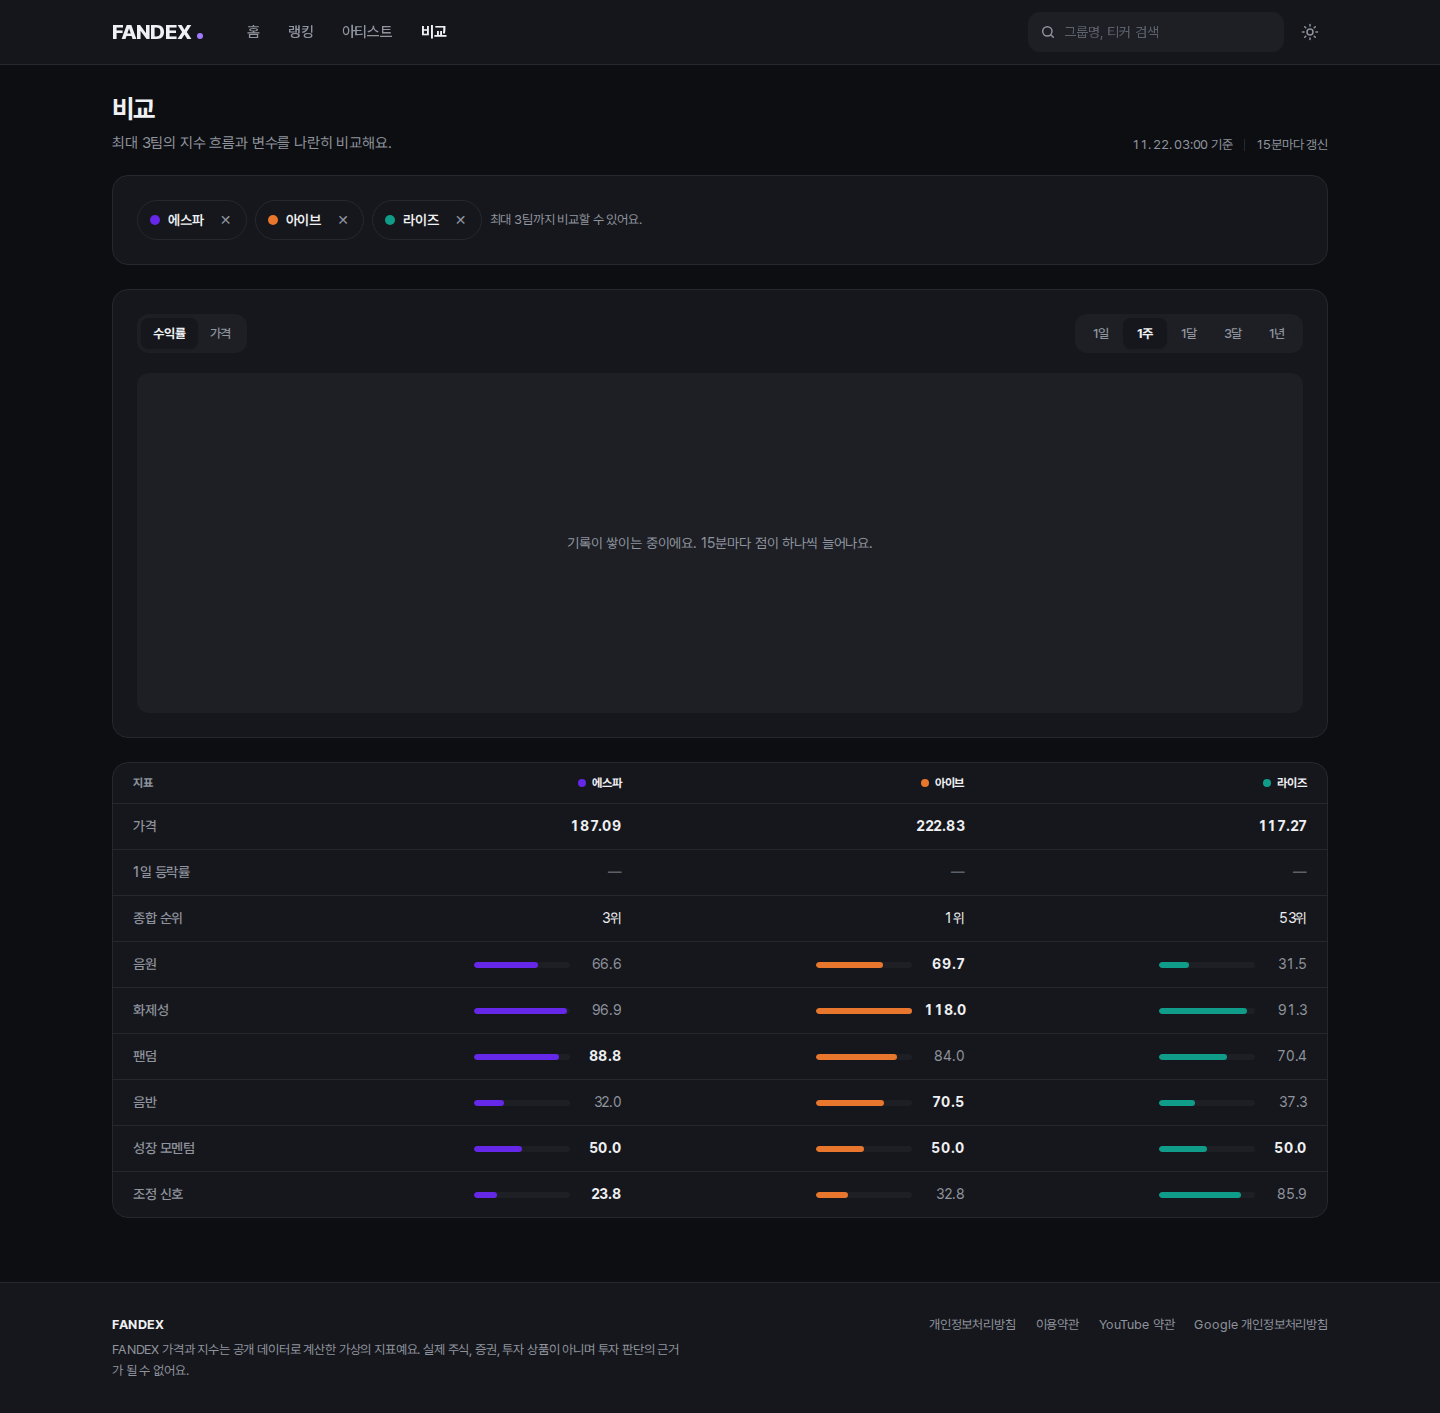 FANDEX
홈 랭킹 아티스트 비교
그룹명, 티커 검색
비교
최대 3팀의 지수 흐름과 변수를 나란히 비교해요.
11. 22. 03:00 기준 15분마다 갱신
에스파 ✕ 아이브 ✕ 라이즈 ✕ 최대 3팀까지 비교할 수 있어요.
수익률 가격
1일 1주 1달 3달 1년
기록이 쌓이는 중이에요. 15분마다 점이 하나씩 늘어나요.
지표 에스파 아이브 라이즈
가격 187.09 222.83 117.27
1일 등락률 — — —
종합 순위 3위 1위 53위
음원 66.6 69.7 31.5
화제성 96.9 118.0 91.3
팬덤 88.8 84.0 70.4
음반 32.0 70.5 37.3
성장 모멘텀 50.0 50.0 50.0
조정 신호 23.8 32.8 85.9
FANDEX
개인정보처리방침 이용약관 YouTube 약관 Google 개인정보처리방침
FANDEX 가격과 지수는 공개 데이터로 계산한 가상의 지표예요. 실제 주식, 증권, 투자 상품이 아니며 투자 판단의 근거
가 될 수 없어요.